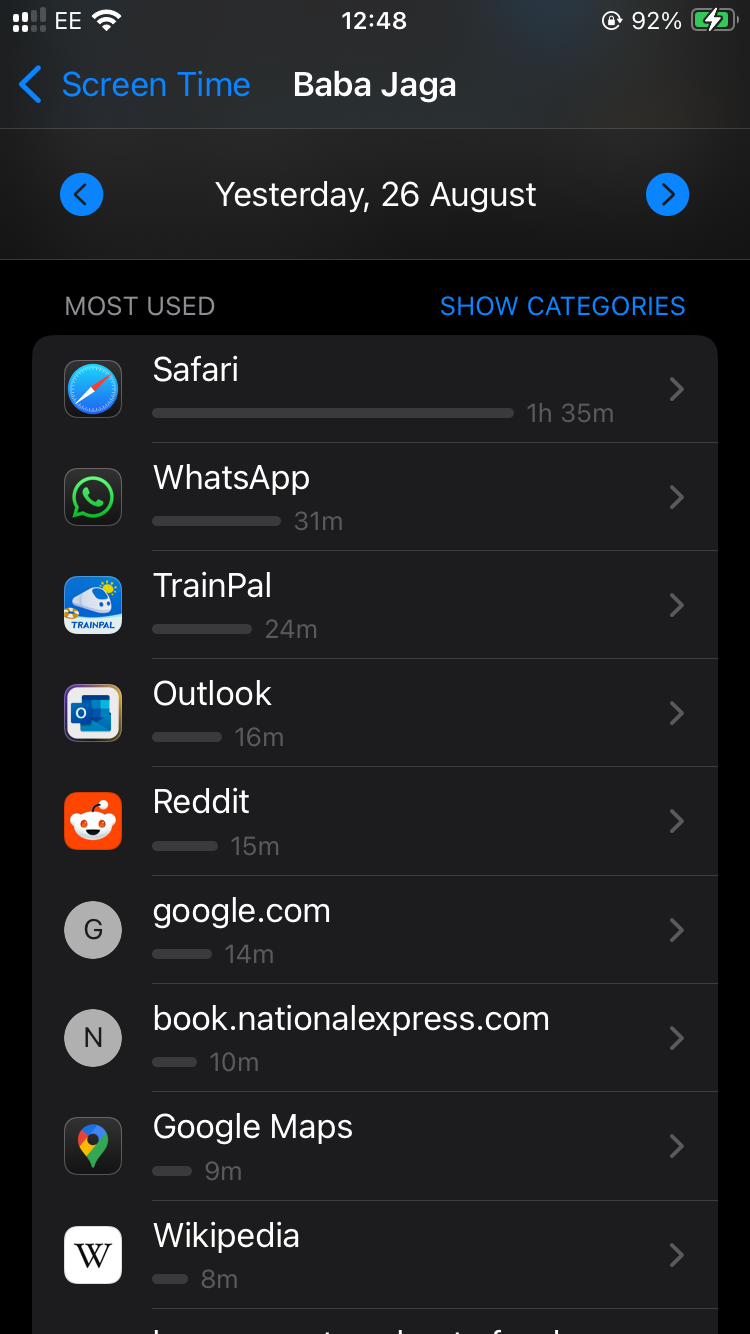 EE 12:48 92%
Screen Time Baba Jaga
Yesterday, 26 August
MOST USED SHOW CATEGORIES
Safari
1h 35m
WhatsApp
31m
TrainPal
TRAINPAL
24m
Outlook
O
16m
Reddit
15m
google.com
G
14m
book.nationalexpress.com
N
10m
Google Maps
9m
Wikipedia
W
8m